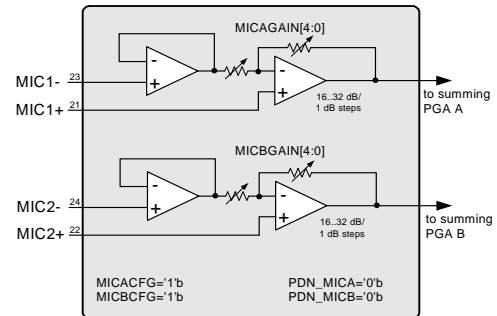 MICAGAIN[4:0]
-
+
-
+
MIC1- 23
MIC1+ 21
16..32 dB/
1 dB steps
to summing
PGA A
MICBGAIN[4:0]
-
+
-
+
MIC2- 24
MIC2+ 22
16..32 dB/
1 dB steps
to summing
PGA B
MICACFG='1'b
MICBCFG='1'b
PDN_MICA='0'b
PDN_MICB='0'b